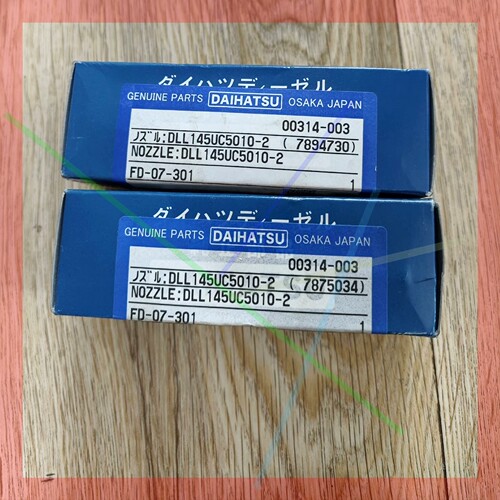 ダイハツディーゼル
GENUINE PARTS DAIHATSU OSAKA JAPAN
00314-003
ノズル;DLL145UC5010-2 ( 7894730)
NOZZLE:DLL145UC5010-2
FD-07-301 1
ダイハツディーゼル
GENUINE PARTS DAIHATSU OSAKA JAPAN
00314-003
ノズル;DLL145UC5010-2 ( 7875034)
NOZZLE:DLL145UC5010-2
FD-07-301 1